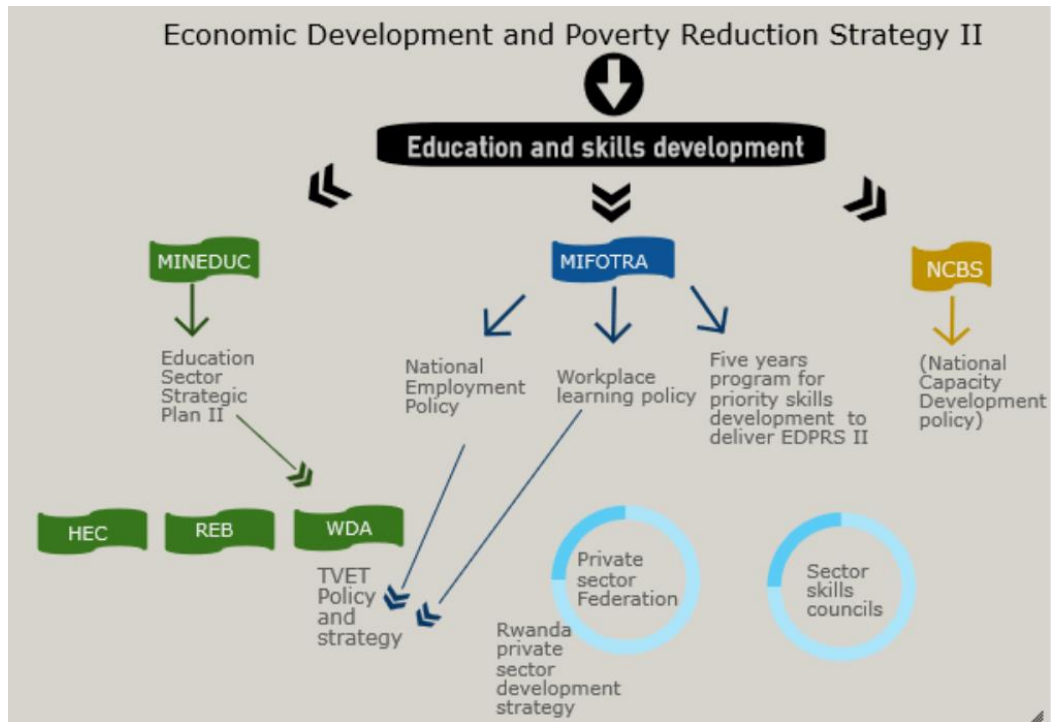 Economic Development and Poverty Reduction Strategy II
Education and skills development
MINEDUC
MIFOTRA
NCBS
Education
Sector
Strategic
Plan II
National
Employment
Policy
Workplace
learning policy
Five years
program for
priority skills
development to
deliver EDPRS II
(National
Capacity
Development
policy)
HEC
REB
WDA
TVET
Policy
and
strategy
Private
sector
Federation
Sector
skills
councils
Rwanda
private
sector
development
strategy